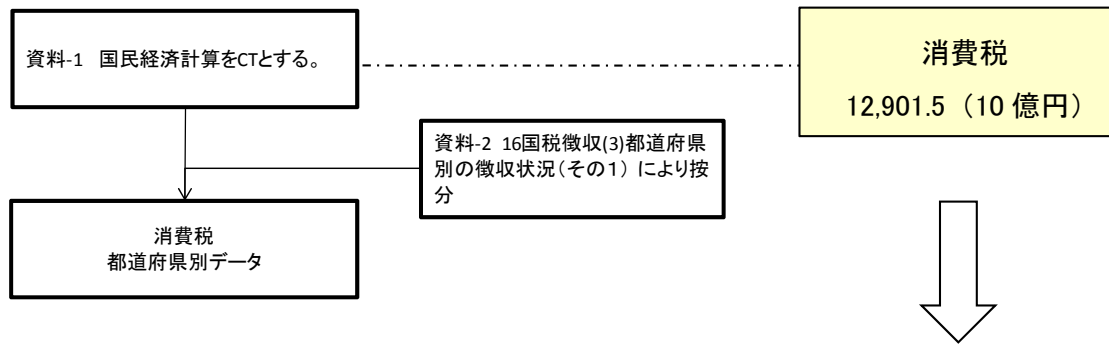 資料-1　国民経済計算をCTとする。
消費税
12,901.5（10 億円）
資料-2 16国税徴収(3)都道府県
別の徴収状況（その１）により按
分
消費税
都道府県別データ